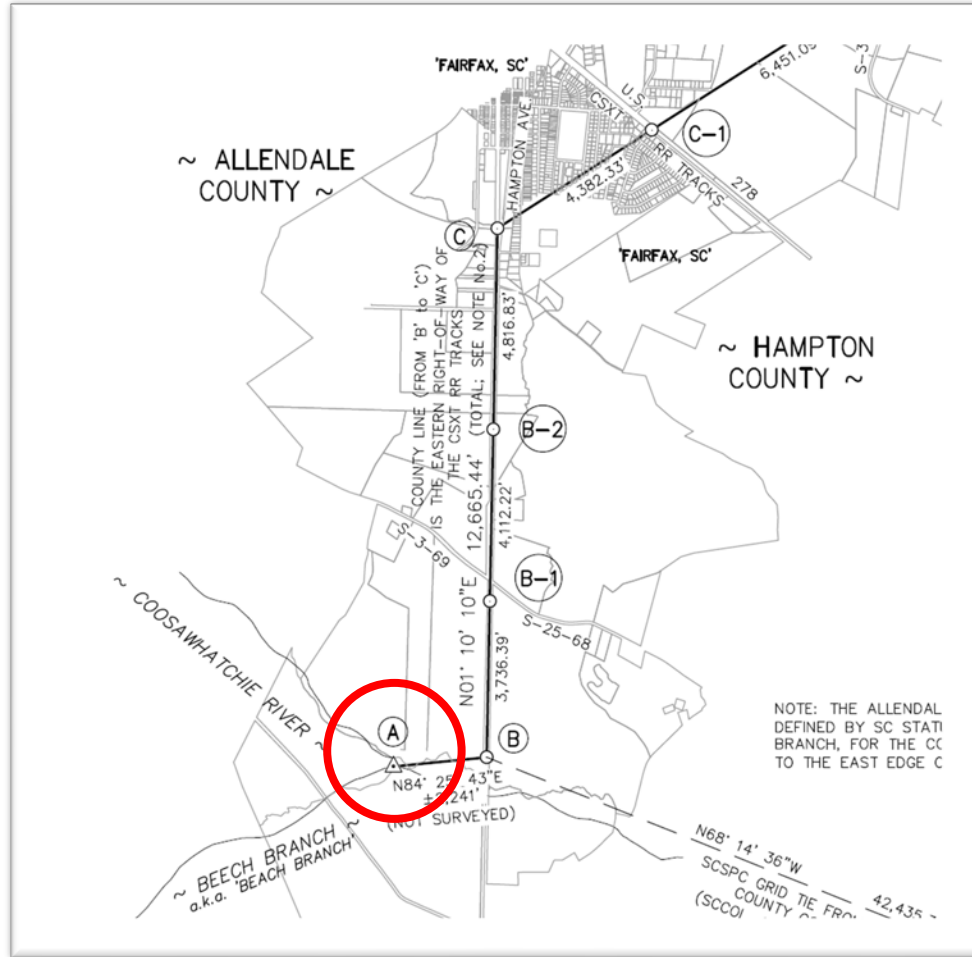 'FAIRFAX, SC'
6,451.09
S-3
U.S.
CSXT
C-1
~ ALLENDALE
COUNTY ~
HAMPTON AVE.
RR TRACKS
278
4,382.33'
C
'FAIRFAX, SC'
COUNTY LINE (FROM 'B' to 'C')
IS THE EASTERN RIGHT-OF-WAY OF
THE CSXT RR TRACKS
(TOTAL; SEE NOTE No.2)
4,816.83'
~ HAMPTON
COUNTY ~
B-2
12,665.44'
4,112.22'
S-3-69
B-1
N01° 10' 10"E
S-25-68
3,736.39'
~ COOSAWHATCHIE RIVER ~
A
B
NOTE: THE ALLENDAL
DEFINED BY SC STAT
BRANCH, FOR THE CO
TO THE EAST EDGE O
N84° 25' 43"E
±2,241'
(NOT SURVEYED)
~ BEECH BRANCH ~
a.k.a. 'BEACH BRANCH'
N68° 14' 36"W
42,435
SCSPC GRID TIE FRO
COUNTY
(SCCO